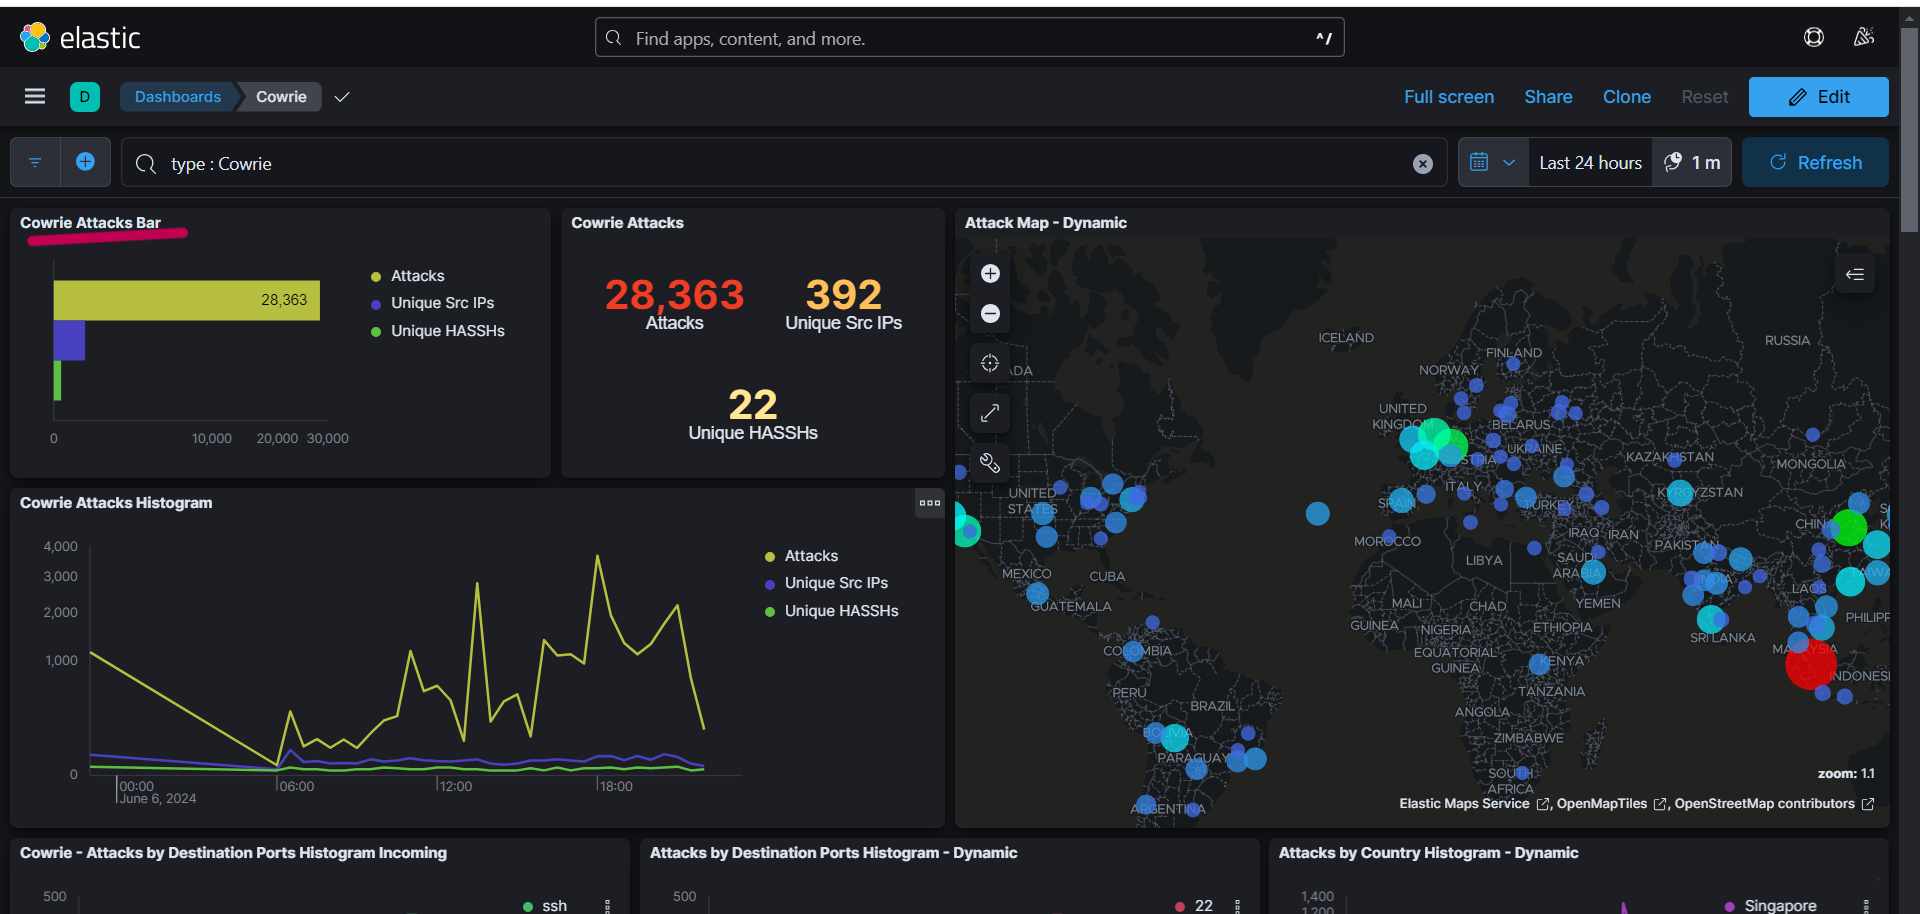 elastic
Find apps, content, and more.
^/
D
Dashboards
Cowrie
Full screen
Share
Clone
Reset
Edit
type : Cowrie
Last 24 hours
1 m
Refresh
Cowrie Attacks Bar
28,363
Attacks
Unique Src IPs
Unique HASSHs
0
10,000
20,000
30,000
Cowrie Attacks
28,363
Attacks
392
Unique Src IPs
22
Unique HASSHs
Cowrie Attacks Histogram
4,000
3,000
2,000
1,000
0
00:00
June 6, 2024
06:00
12:00
18:00
Attacks
Unique Src IPs
Unique HASSHs
Attack Map - Dynamic
ICELAND
RUSSIA
FINLAND
NORWAY
ADA
UNITED
KINGDOM
BELARUS
UKRAINE
STRIA
KAZAKHSTAN
MONGOLIA
UNITED
STATES
ITALY
SPAIN
TURKEY
KYRGYZSTAN
CHINA
S
K
MOROCCO
IRAQ
IRAN
PAKISTAN
LIBYA
SAUDI
ARABIA
MEXICO
CUBA
INDIA
TAIWA
LAOS
GUATEMALA
MALI
CHAD
YEMEN
PHILIPP
GUINEA
NIGERIA
ETHIOPIA
SRI LANKA
COLOMBIA
EQUATORIAL
GUINEA
KENYA
MALAYSIA
INDONESI
PERU
TANZANIA
BRAZIL
ANGOLA
BOLIVIA
ZIMBABWE
PARAGUAY
SOUTH
AFRICA
ARGENTINA
zoom: 1.1
Elastic Maps Service , OpenMapTiles , OpenStreetMap contributors
Cowrie - Attacks by Destination Ports Histogram Incoming
500
ssh
Attacks by Destination Ports Histogram - Dynamic
500
22
Attacks by Country Histogram - Dynamic
1,400
1,200
Singapore